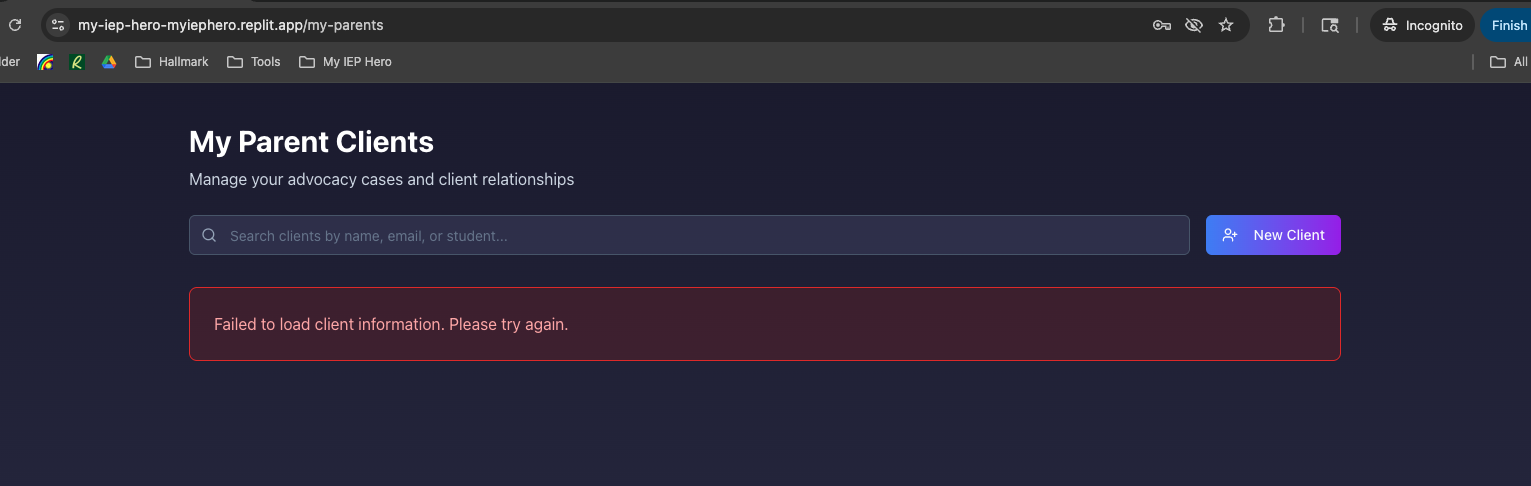 my-iep-hero-myiephero.replit.app/my-parents
Incognito
Finish
lder
Hallmark
Tools
My IEP Hero
All
My Parent Clients
Manage your advocacy cases and client relationships
Search clients by name, email, or student...
New Client
Failed to load client information. Please try again.